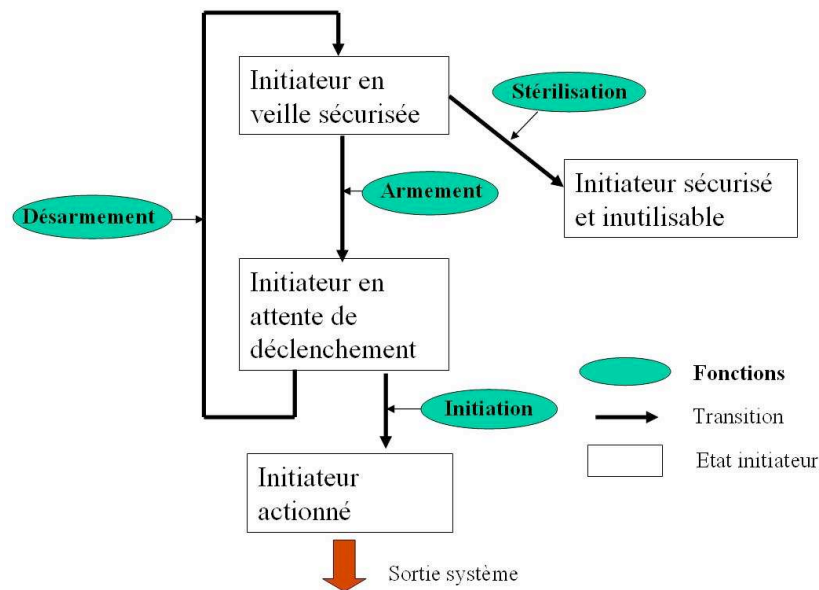 Initiateur en
veille sécurisée
Stérilisation
Initiateur sécurisé
et inutilisable
Armement
Désarmement
Initiateur en
attente de
déclenchement
Fonctions
Initiation
Transition
Etat initiateur
Initiateur
actionné
Sortie système